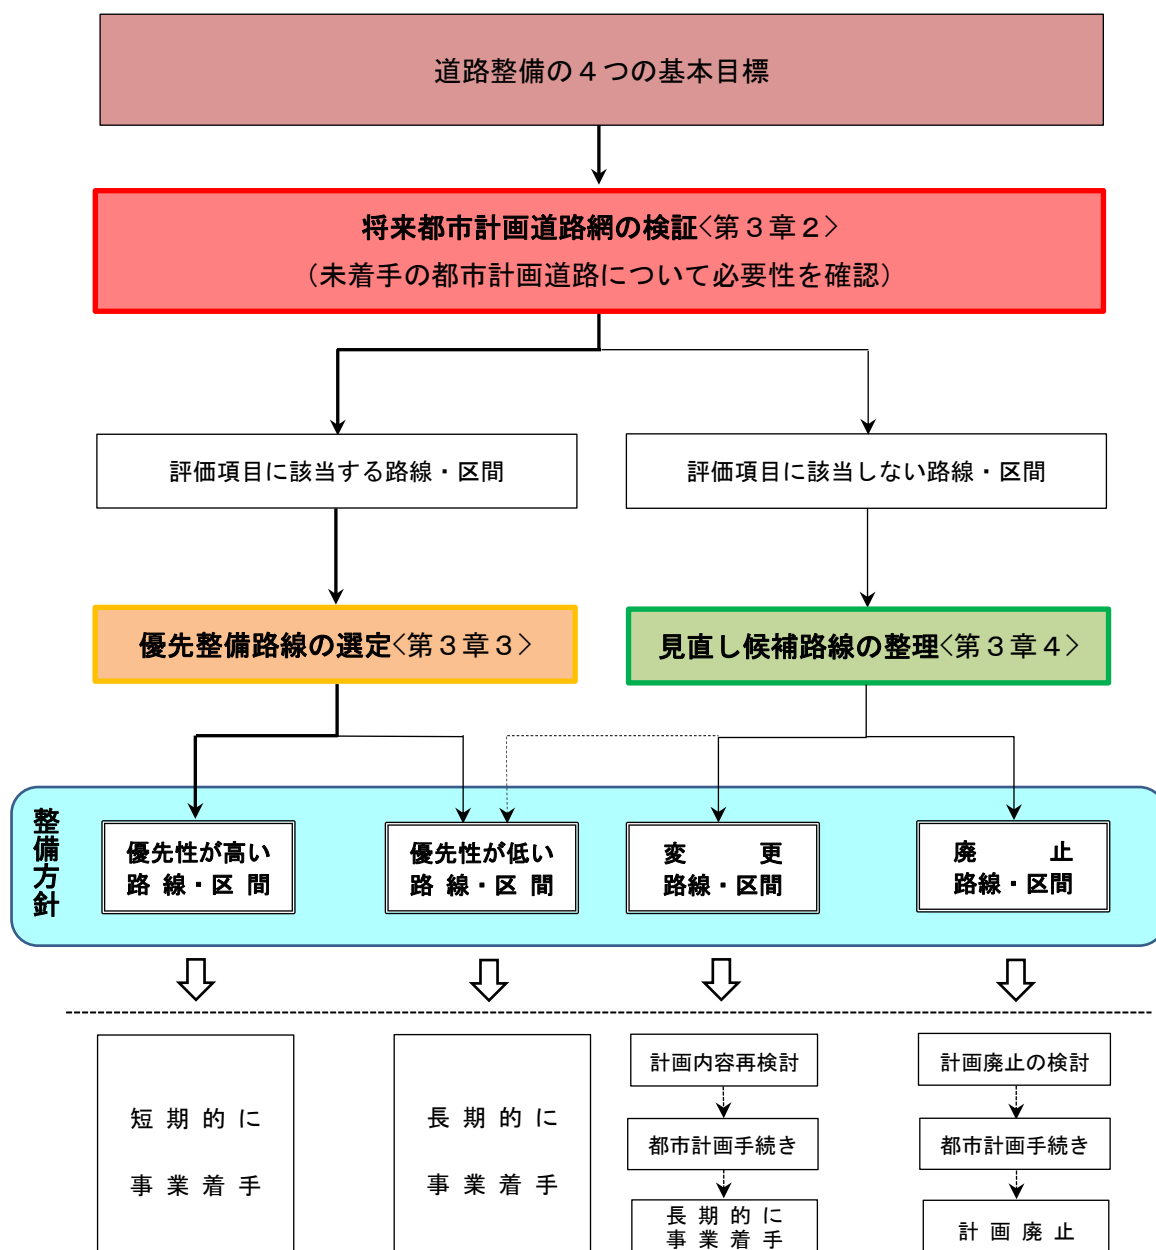 道路整備の４つの基本目標
将来都市計画道路網の検証<第３章２>
（未着手の都市計画道路について必要性を確認）
評価項目に該当する路線・区間
評価項目に該当しない路線・区間
優先整備路線の選定<第３章３>
見直し候補路線の整理<第３章４>
整備方針
優先性が高い
路線・区間
優先性が低い
路線・区間
変更
路線・区間
廃止
路線・区間
短期的に
事業着手
長期的に
事業着手
計画内容再検討
都市計画手続き
長期的に
事業着手
計画廃止の検討
都市計画手続き
計画廃止